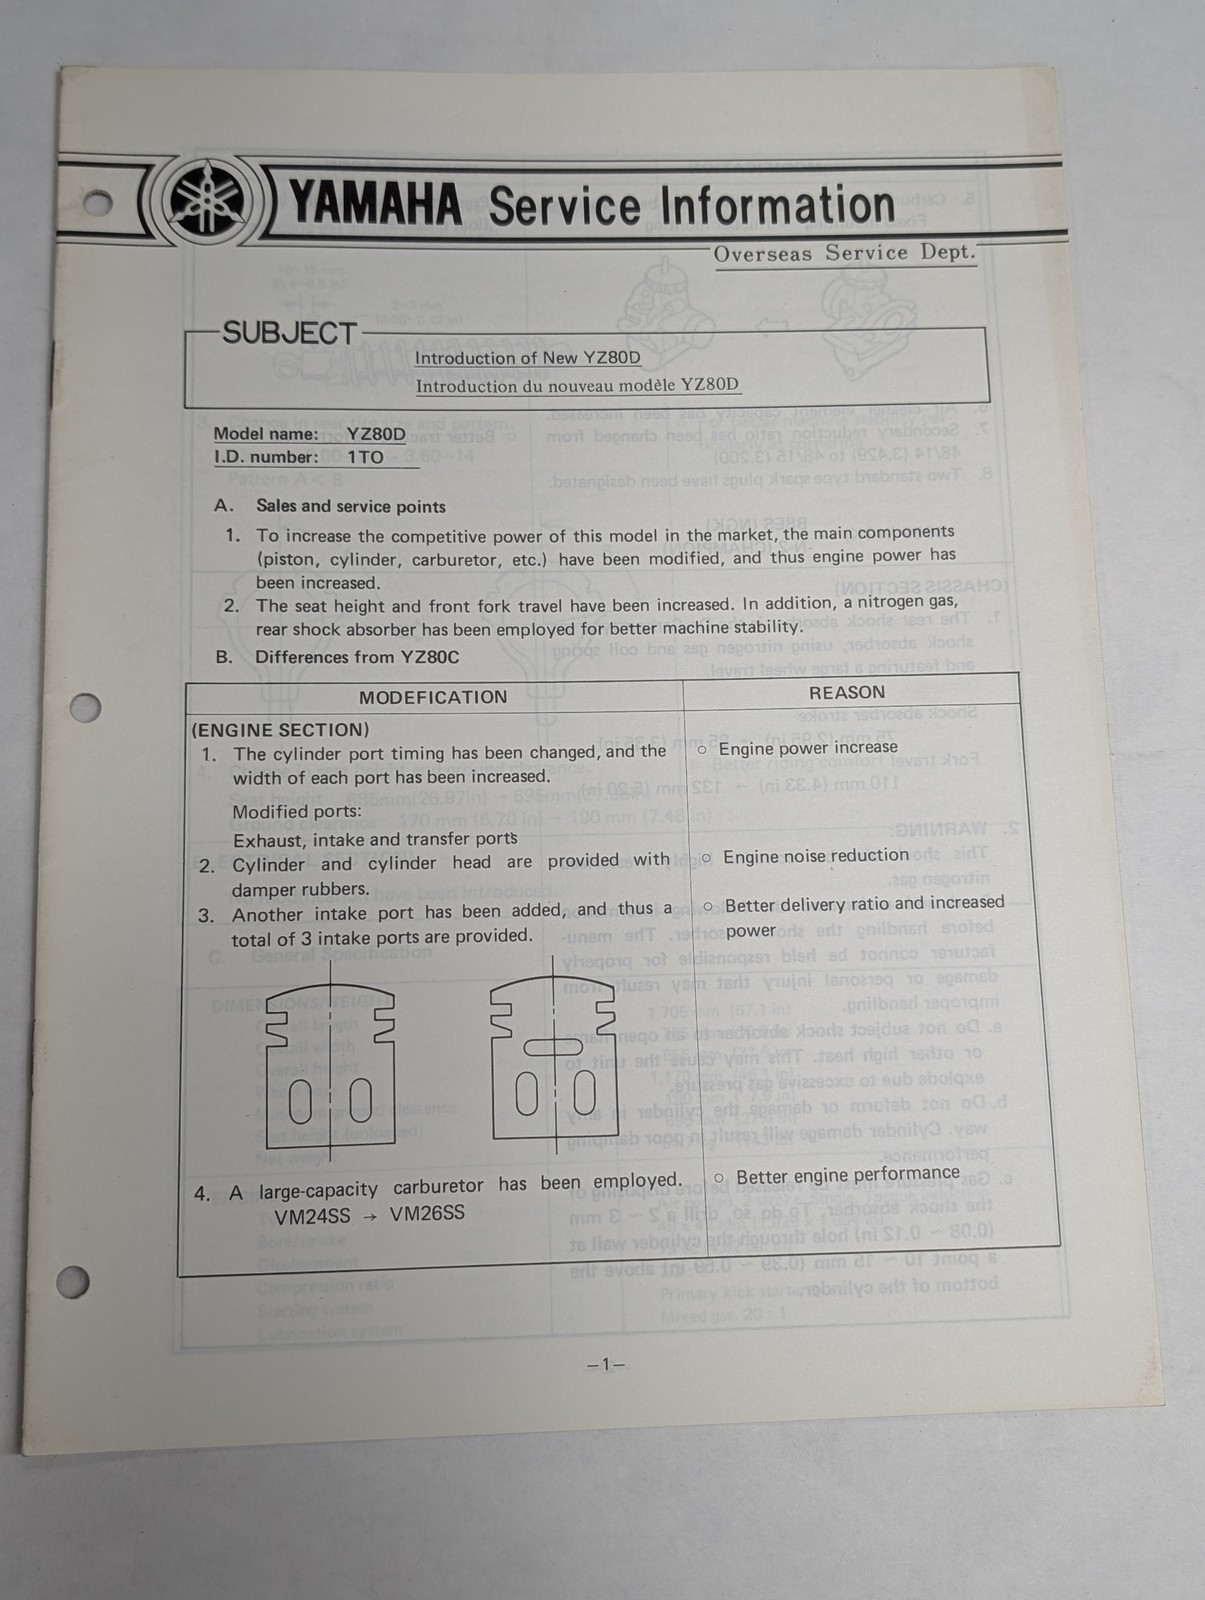 YAMAHA Service Information
Overseas Service Dept.
SUBJECT
Introduction of New YZ80D
Introduction du nouveau modèle YZ80D
Model name: YZ80D
I.D. number: 1TO
A. Sales and service points
1. To increase the competitive power of this model in the market, the main components
(piston, cylinder, carburetor, etc.) have been modified, and thus engine power has
been increased.
2. The seat height and front fork travel have been increased. In addition, a nitrogen gas,
rear shock absorber has been employed for better machine stability.
B. Differences from YZ80C
MODEFICATION
REASON
(ENGINE SECTION)
1. The cylinder port timing has been changed, and the
width of each port has been increased.
Modified ports:
Exhaust, intake and transfer ports
○ Engine power increase
2. Cylinder and cylinder head are provided with
damper rubbers.
○ Engine noise reduction
3. Another intake port has been added, and thus a
total of 3 intake ports are provided.
○ Better delivery ratio and increased
power
4. A large-capacity carburetor has been employed.
VM24SS → VM26SS
○ Better engine performance
–1–